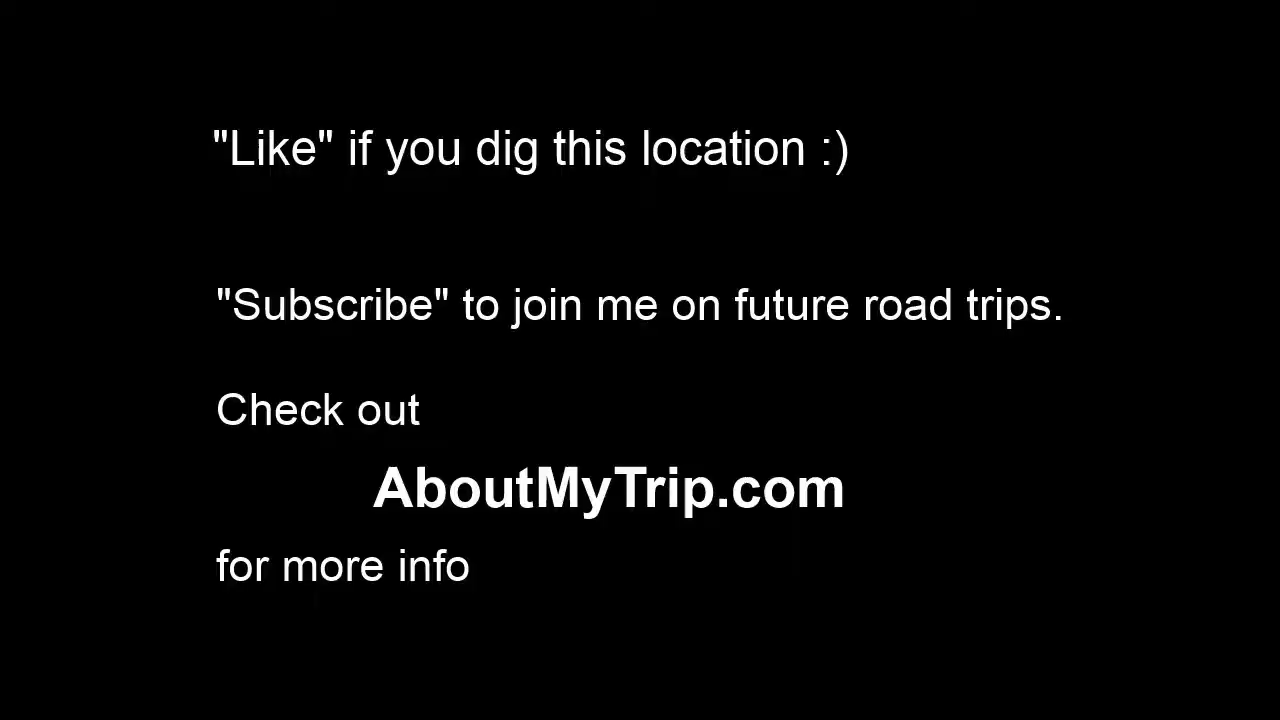 "Like" if you dig this location :)
"Subscribe" to join me on future road trips.
Check out
AboutMyTrip.com
for more info